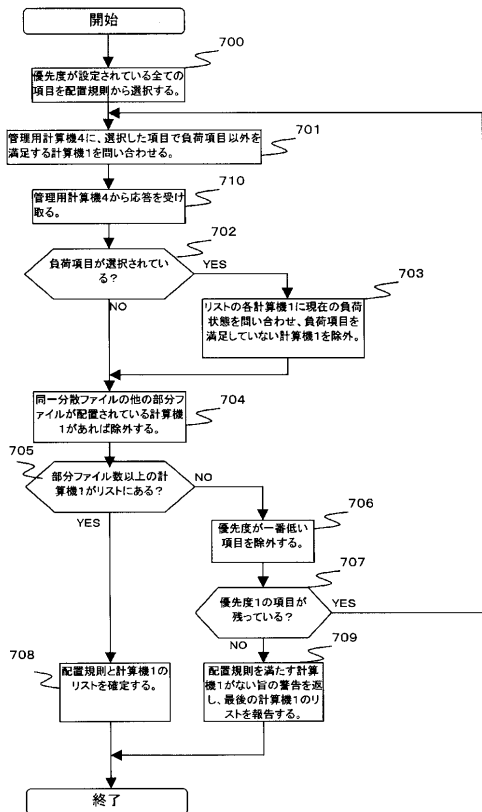 開始
700
優先度が設定されている全ての
項目を配置規則から選択する。
701
管理用計算機4に、選択した項目で負荷項目以外を
満足する計算機1を問い合わせる。
710
管理用計算機4から応答を受け
取る。
702
負荷項目が選択されてい
る?
YES
NO
703
リストの各計算機1に現在の負荷
状態を問い合わせ、負荷項目を
満足していない計算機1を除外。
704
同一分散ファイルの他の部分フ
ァイルが配置されている計算機
1があれば除外する。
705
部分ファイル数以上の計
算機1がリストにある?
NO
YES
706
優先度が一番低い
項目を除外する。
707
優先度1の項目が
残っている?
YES
NO
708
配置規則と計算機1の
リストを確定する。
709
配置規則を満たす計算
機1がない旨の警告を返
し、最後の計算機1のリ
ストを報告する。
終了